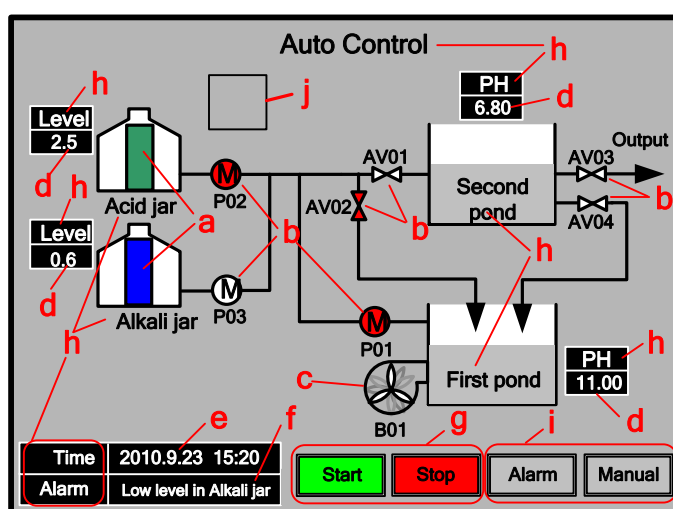 Auto Control
h
h
PH
6.80
d
j
h
Level
2.5
d
h
Acid jar
Level
0.6
d
a
M
P02
AV01
AV02
b
b
Second
pond
h
Output
AV03
b
AV04
M
P03
Alkali jar
h
M
P01
c
B01
First pond
PH
11.00
h
d
e
f
g
i
Time
2010.9.23 15:20
Alarm
Low level in Alkali jar
Start
Stop
Alarm
Manual